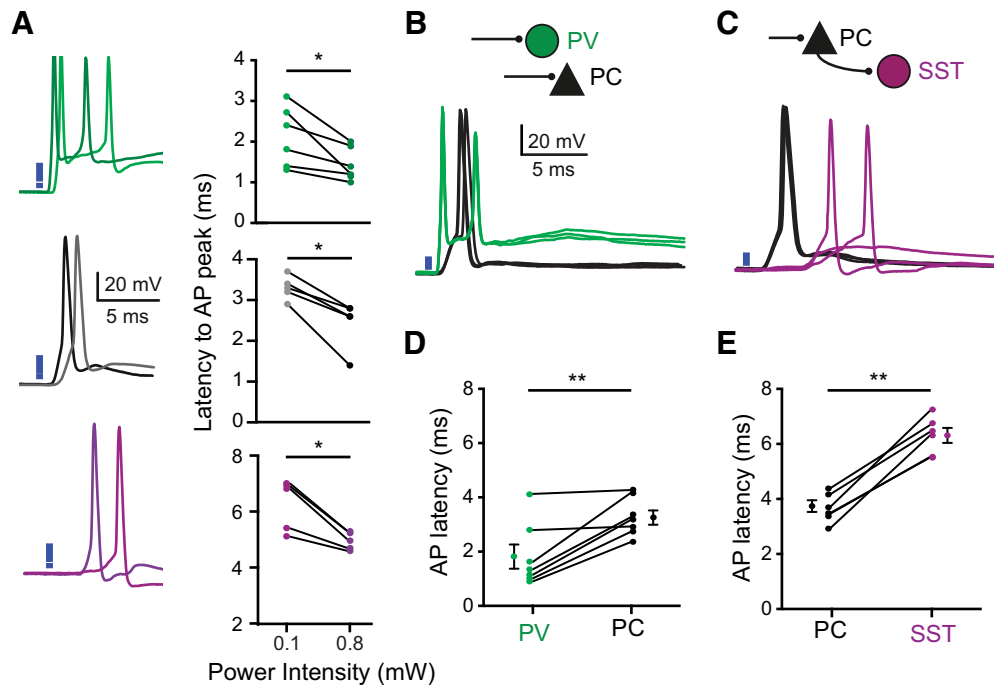 A
Latency to AP peak (ms)
4
3
2
1
0
*
20 mV
5 ms
4
3
2
1
0
*
8
6
4
2
*
0.1
0.8
Power Intensity (mW)
B
PV
PC
20 mV
5 ms
C
PC
SST
D
AP latency (ms)
8
6
4
2
0
**
PV
PC
E
AP latency (ms)
8
6
4
2
0
**
PC
SST